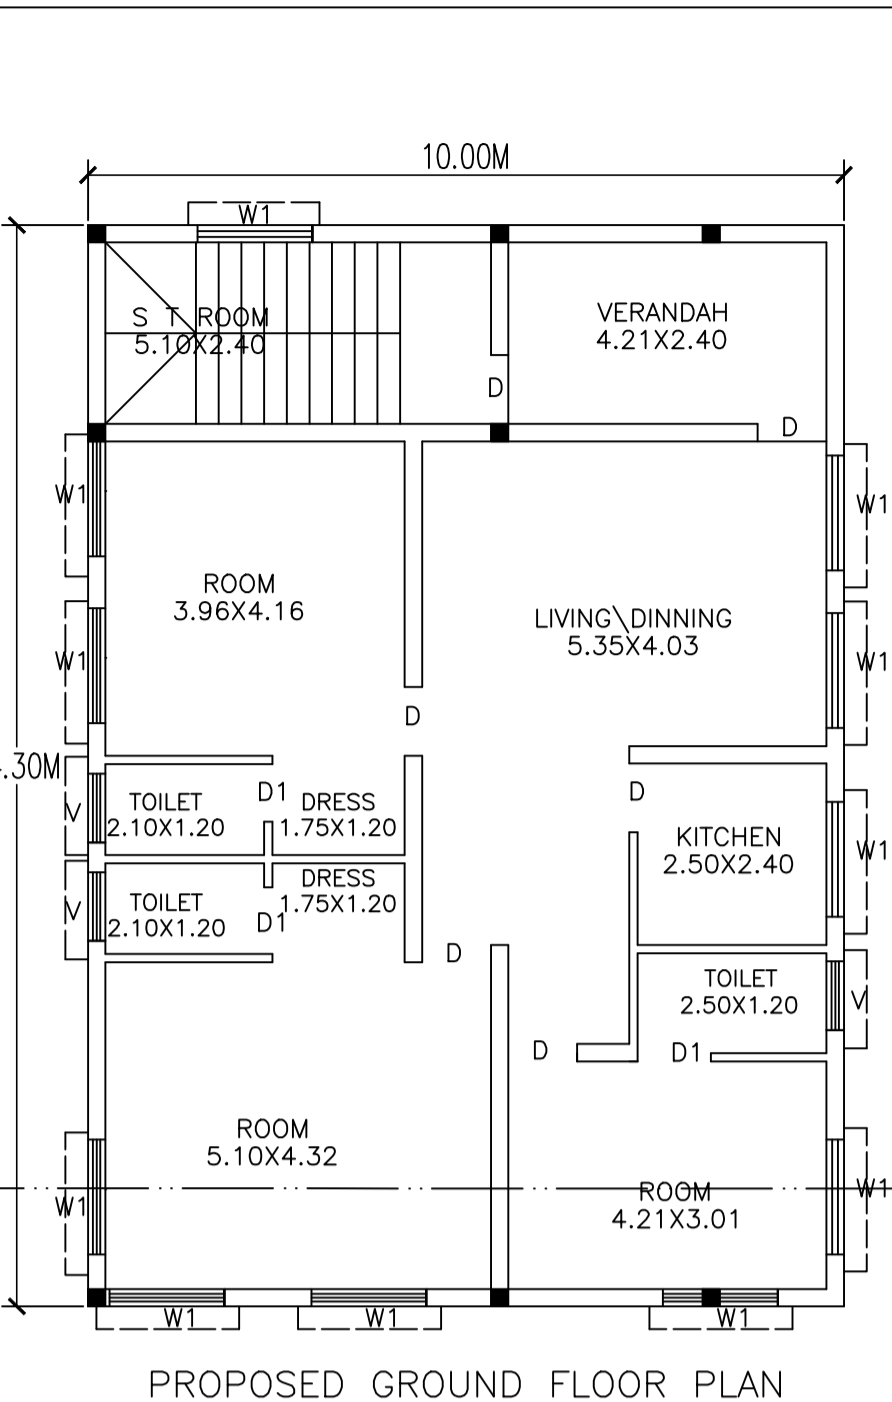 10.00M
W1
S T ROOM
5.10X2.40
VERANDAH
4.21X2.40
D
D
W1
W1
ROOM
3.96X4.16
LIVING\DINNING
5.35X4.03
W1
W1
D
.30M
D1
D
TOILET
2.10X1.20
DRESS
1.75X1.20
V
KITCHEN
2.50X2.40
W1
DRESS
1.75X1.20
TOILET
2.10X1.20
V
D1
D
TOILET
2.50X1.20
V
D
D1
ROOM
5.10X4.32
ROOM
4.21X3.01
W1
W1
W1
W1
W1
PROPOSED GROUND FLOOR PLAN